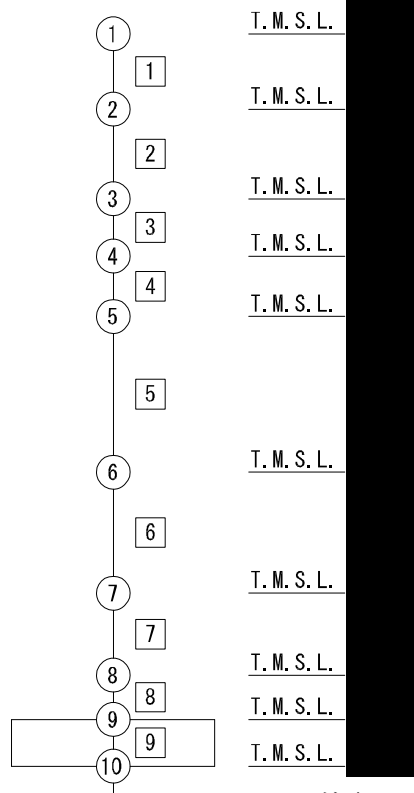 ① T.M.S.L.
1
② T.M.S.L.
2
③ T.M.S.L.
3
④ T.M.S.L.
4
⑤ T.M.S.L.
5
⑥ T.M.S.L.
6
⑦ T.M.S.L.
7
⑧ T.M.S.L.
8
⑨ T.M.S.L.
9
⑩ T.M.S.L.